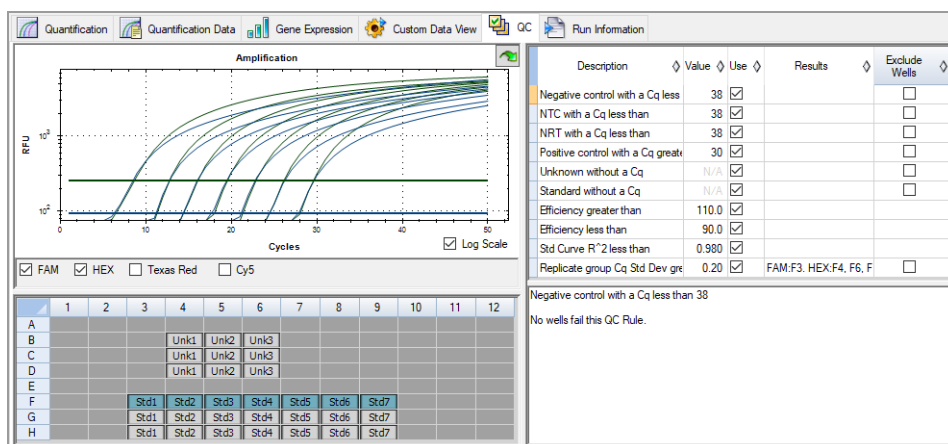 Quantification Quantification Data Gene Expression Custom Data View QC Run Information
Amplification
RFU
10^3
10^2
0 10 20 30 40 50
Cycles
Log Scale
FAM HEX Texas Red Cy5
1 2 3 4 5 6 7 8 9 10 11 12
A
B Unk1 Unk2 Unk3
C Unk1 Unk2 Unk3
D Unk1 Unk2 Unk3
E
F Std1 Std2 Std3 Std4 Std5 Std6 Std7
G Std1 Std2 Std3 Std4 Std5 Std6 Std7
H Std1 Std2 Std3 Std4 Std5 Std6 Std7
Description Value Use Results Exclude Wells
Negative control with a Cq less 38
NTC with a Cq less than 38
NRT with a Cq less than 38
Positive control with a Cq greate 30
Unknown without a Cq N/A
Standard without a Cq N/A
Efficiency greater than 110.0
Efficiency less than 90.0
Std Curve R^2 less than 0.980
Replicate group Cq Std Dev gre 0.20 FAM:F3. HEX:F4, F6, F
Negative control with a Cq less than 38
No wells fail this QC Rule.